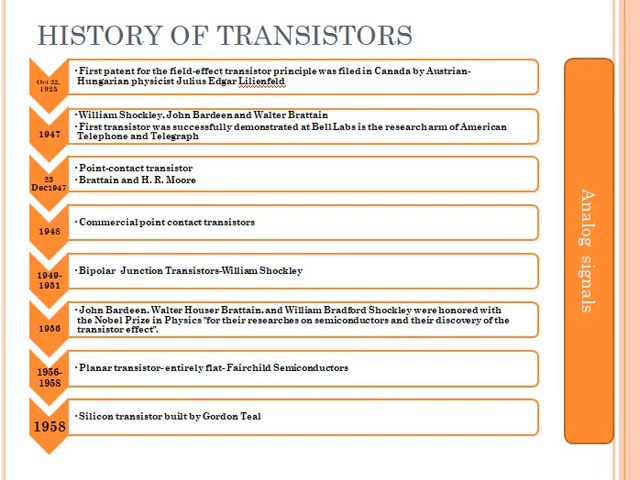 HISTORY OF TRANSISTORS
Oct 22,
1925
• First patent for the field-effect transistor principle was filed in Canada by Austrian-
Hungarian physicist Julius Edgar Lilienfeld
1947
• William Shockley, John Bardeen and Walter Brattain
• First transistor was successfully demonstrated at Bell Labs is the research arm of American
Telephone and Telegraph
23
Dec1947
• Point-contact transistor
• Brattain and H. R. Moore
1948
• Commercial point contact transistors
1949-
1951
• Bipolar Junction Transistors-William Shockley
1956
• John Bardeen, Walter Houser Brattain, and William Bradford Shockley were honored with
the Nobel Prize in Physics "for their researches on semiconductors and their discovery of the
transistor effect".
1956-
1958
• Planar transistor- entirely flat- Fairchild Semiconductors
1958
• Silicon transistor built by Gordon Teal
Analog signals